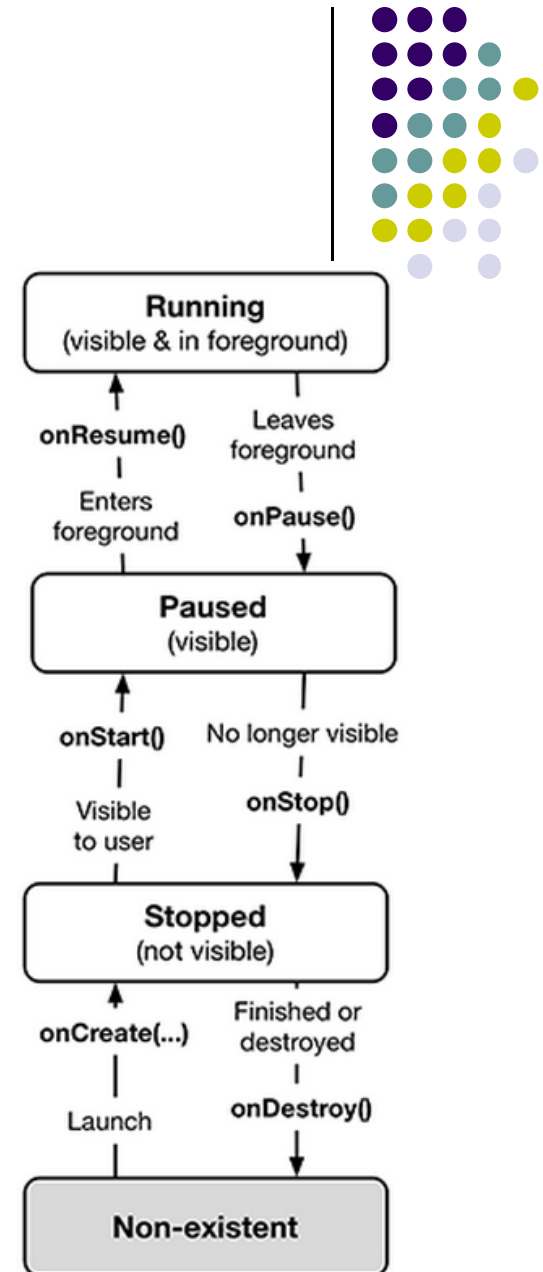 Running
(visible & in foreground)
Leaves
foreground
onResume()
Enters
foreground
onPause()
Paused
(visible)
onStart()
No longer visible
Visible
to user
onStop()
Stopped
(not visible)
Finished or
destroyed
onCreate(...)
Launch
onDestroy()
Non-existent